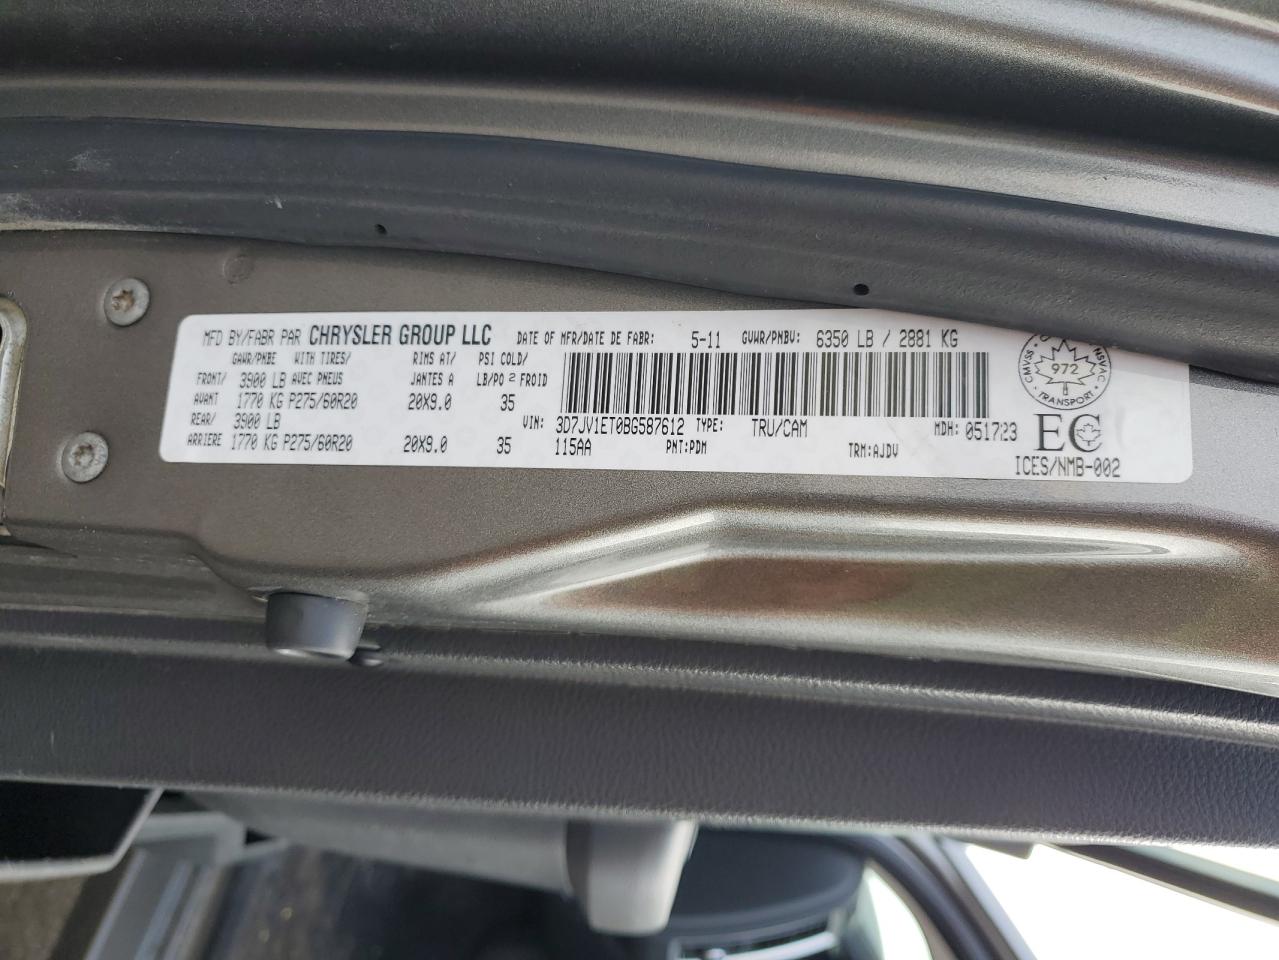 MFD BY/FABR PAR CHRYSLER GROUP LLC DATE OF MFR/DATE DE FABR: 5-11 GVWR/PNBV: 6350 LB / 2881 KG
GAWR/PNBE WITH TIRES/ RIMS AT/ PSI COLD/
FRONT/ 3900 LB AVEC PNEUS JANTES A LB/PO 2 FROID
AVANT 1770 KG P275/60R20 20X9.0 35
REAR/ 3900 LB VIN: 3D7JV1ET0BG587612 TYPE: TRU/CAM MDH: 051723
ARRIERE 1770 KG P275/60R20 20X9.0 35 115AA PNT:PDM TRM:AJDV
CMVSS NSVAC
972
TRANSPORT
EC
ICES/NMB-002